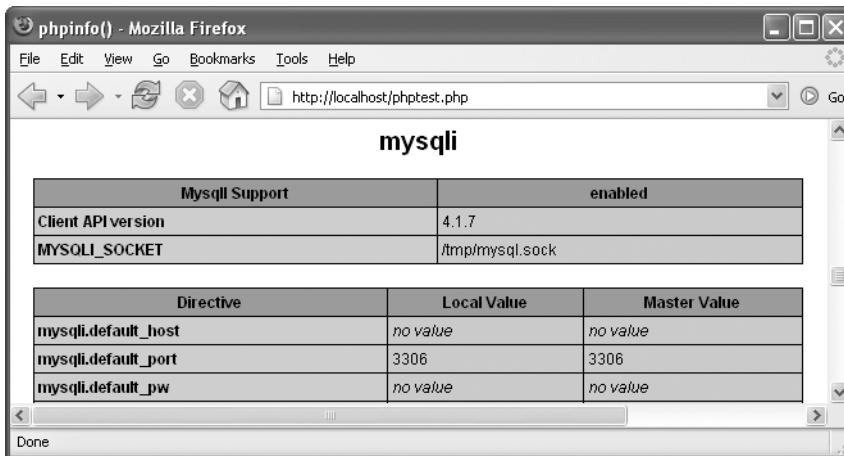 phpinfo() - Mozilla Firefox
File Edit View Go Bookmarks Tools Help
http://localhost/phptest.php Go
mysqli
MysqlI Support enabled
Client API version 4.1.7
MYSQLI_SOCKET /tmp/mysql.sock
Directive Local Value Master Value
mysqli.default_host no value no value
mysqli.default_port 3306 3306
mysqli.default_pw no value no value
Done